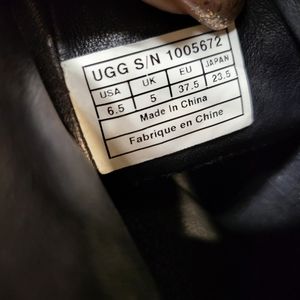 UGG S/N 1005672
USA UK EU JAPAN
6.5 5 37.5 23.5
Made in China
Fabrique en Chine